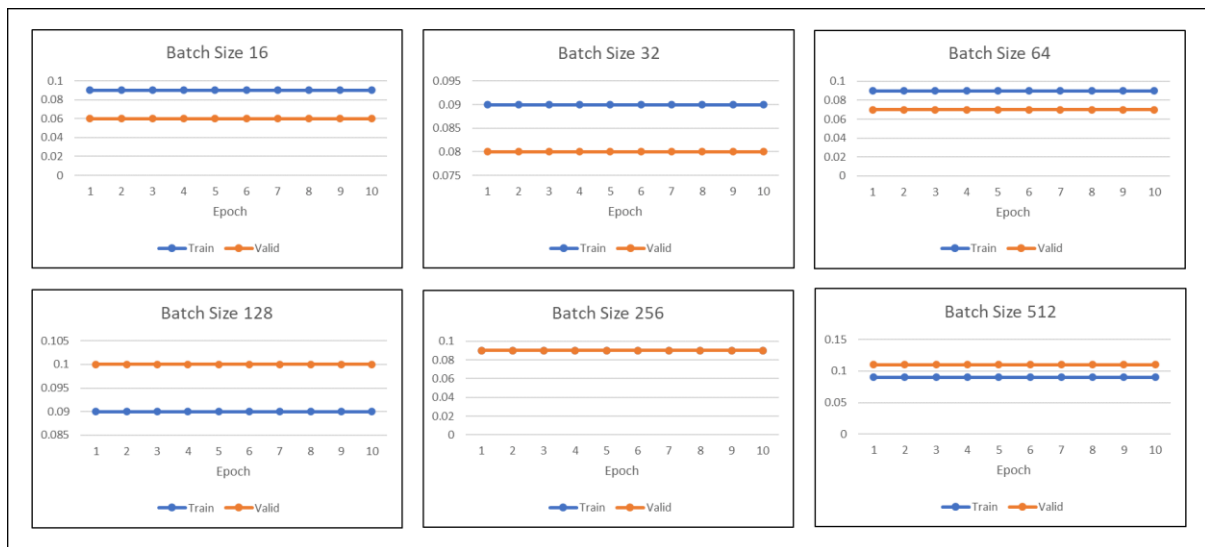 Batch Size 16
0.1
0.08
0.06
0.04
0.02
0
1 2 3 4 5 6 7 8 9 10
Epoch
Train Valid
Batch Size 32
0.095
0.09
0.085
0.08
0.075
1 2 3 4 5 6 7 8 9 10
Epoch
Train Valid
Batch Size 64
0.1
0.08
0.06
0.04
0.02
0
1 2 3 4 5 6 7 8 9 10
Epoch
Train Valid
Batch Size 128
0.105
0.1
0.095
0.09
0.085
1 2 3 4 5 6 7 8 9 10
Epoch
Train Valid
Batch Size 256
0.1
0.08
0.06
0.04
0.02
0
1 2 3 4 5 6 7 8 9 10
Epoch
Train Valid
Batch Size 512
0.15
0.1
0.05
0
1 2 3 4 5 6 7 8 9 10
Epoch
Train Valid